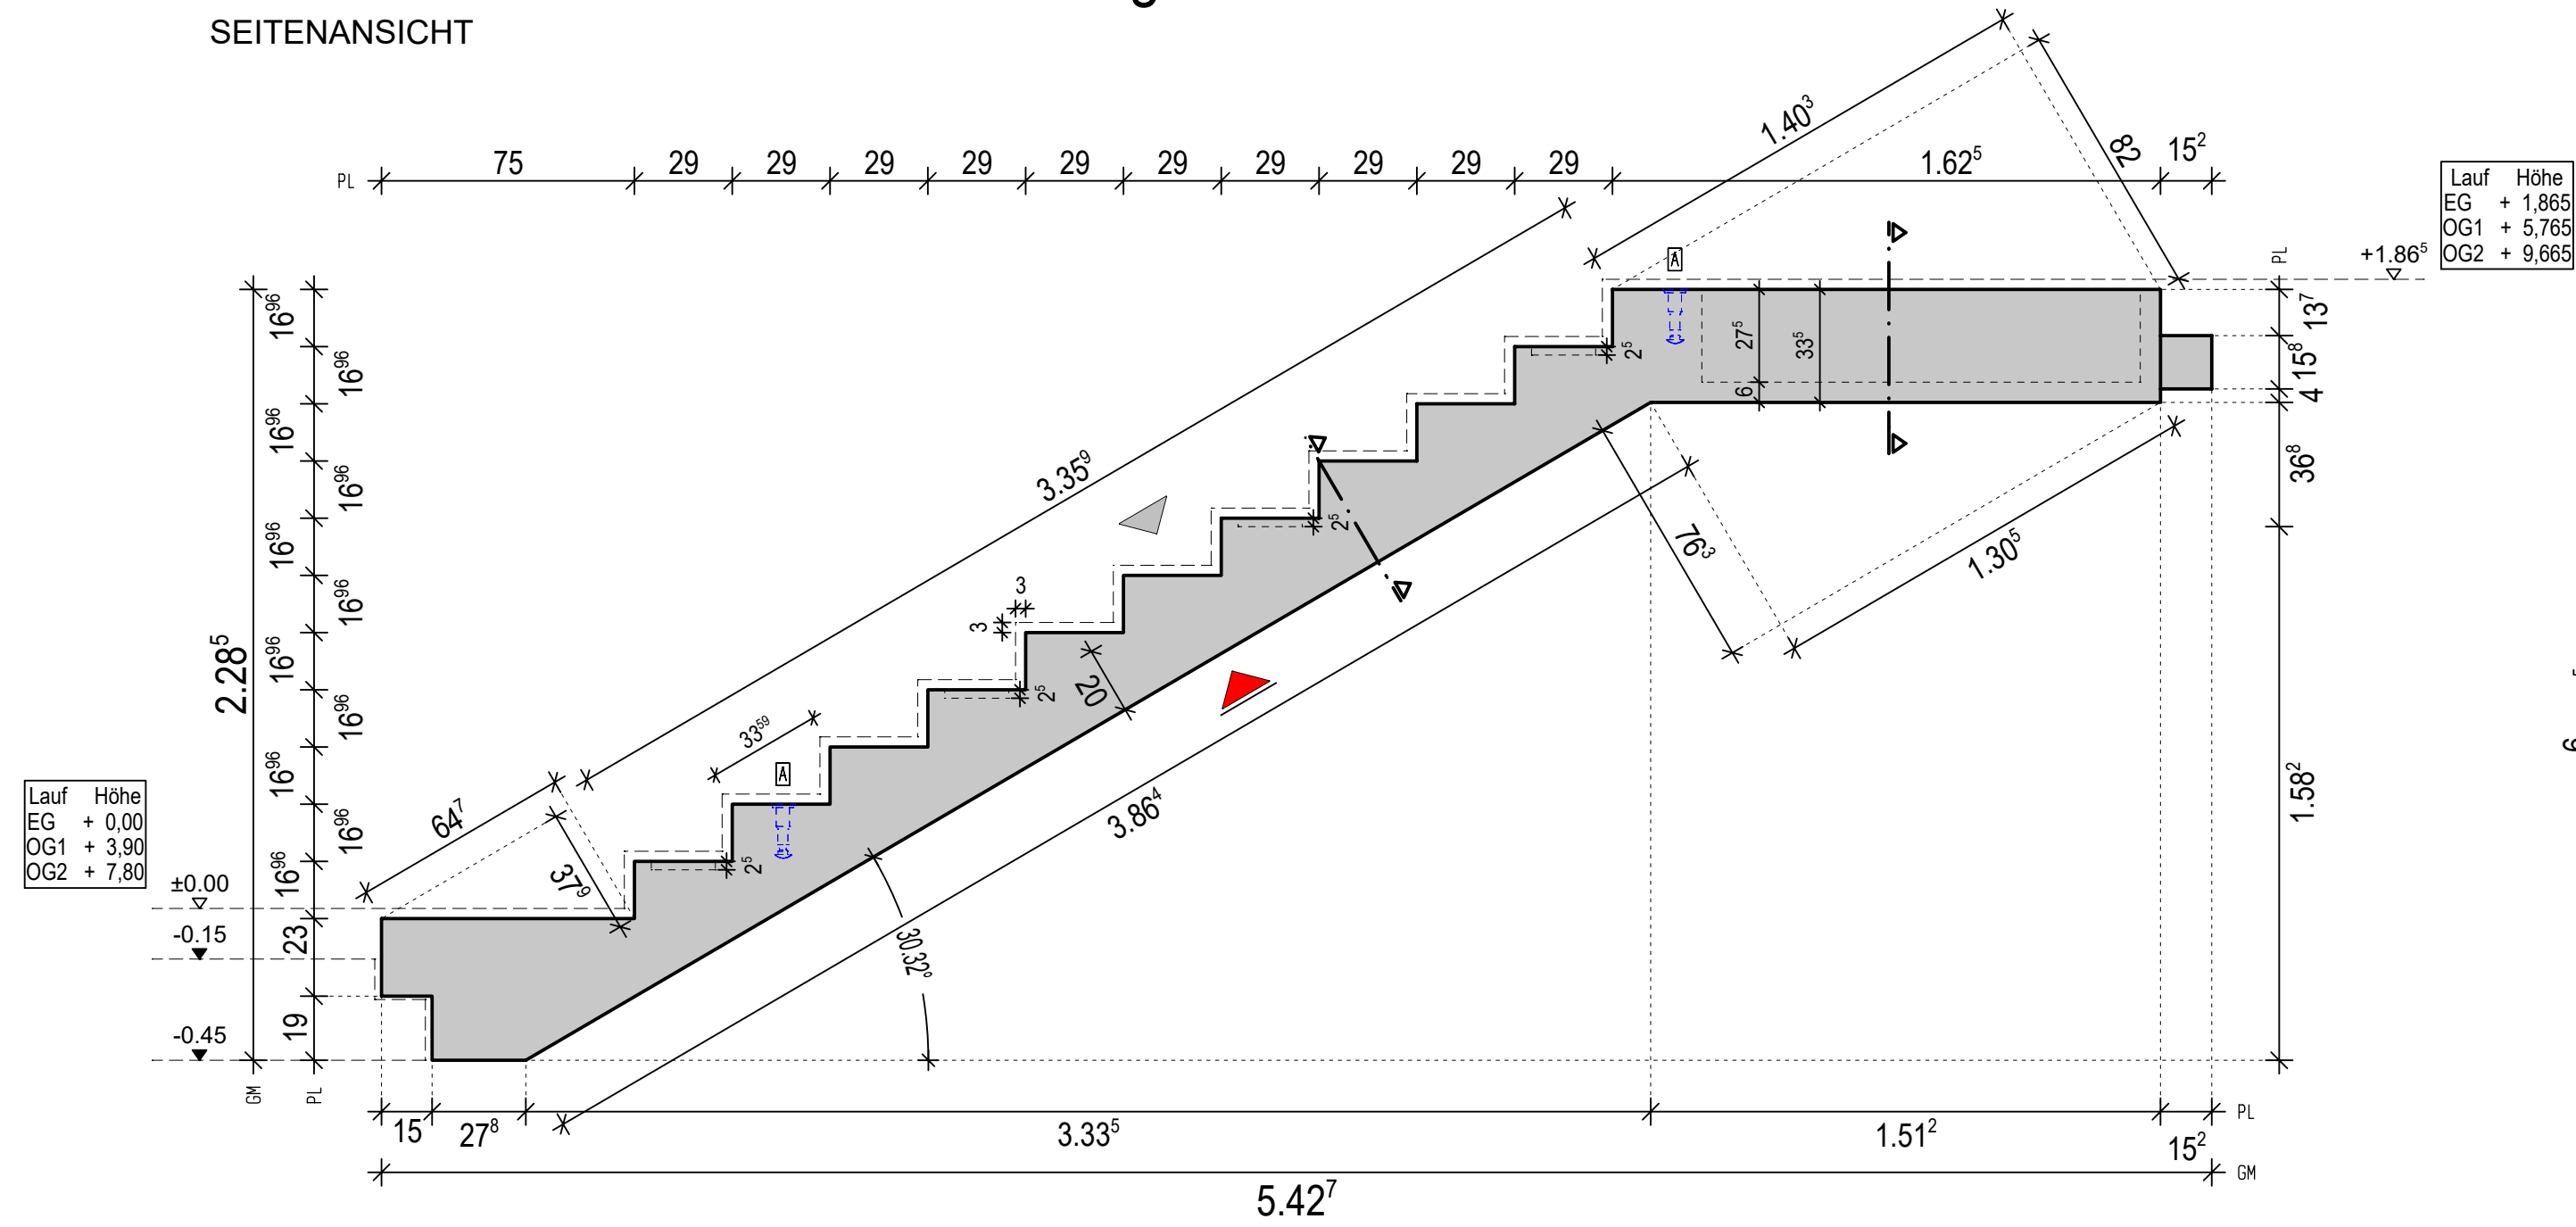 SEITENANSICHT
PL 75 29 29 29 29 29 29 29 29 29 29 1.62⁵ 15²
1.40³
82
Lauf Höhe
EG + 1,865
OG1 + 5,765
OG2 + 9,665
+1.86⁵
PL
13⁷
15⁸
4
36⁸
1.58²
A
27⁵
6
33⁵
2⁵
2⁵
2⁵
2⁵
3.35⁹
76³
1.30⁵
3
3
20
33⁵⁹
A
3.86⁴
64⁷
37⁹
30.32°
2.28⁵
16⁹⁶
16⁹⁶
16⁹⁶
16⁹⁶
16⁹⁶
16⁹⁶
16⁹⁶
16⁹⁶
16⁹⁶
16⁹⁶
16⁹⁶
23
19
GM
PL
Lauf Höhe
EG + 0,00
OG1 + 3,90
OG2 + 7,80
±0.00
-0.15
-0.45
15 27⁸ 3.33⁵ 1.51² 15² PL
5.42⁷ GM